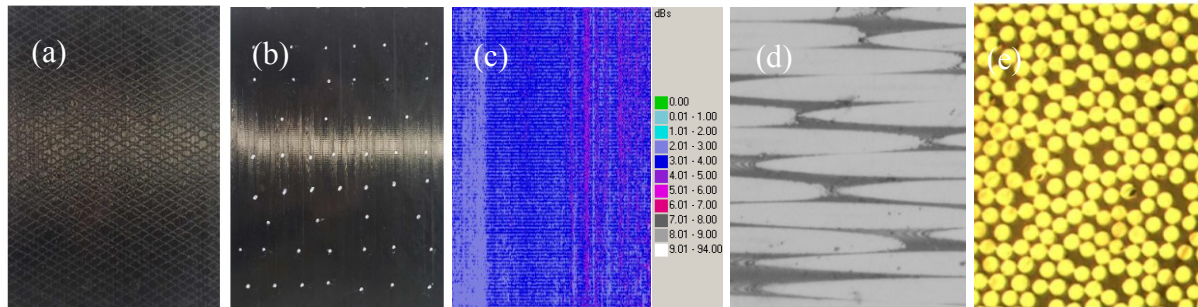 (a)
(b)
(c)
dBs
0.00
0.01 - 1.00
1.01 - 2.00
2.01 - 3.00
3.01 - 4.00
4.01 - 5.00
5.01 - 6.00
6.01 - 7.00
7.01 - 8.00
8.01 - 9.00
9.01 - 94.00
(d)
(e)